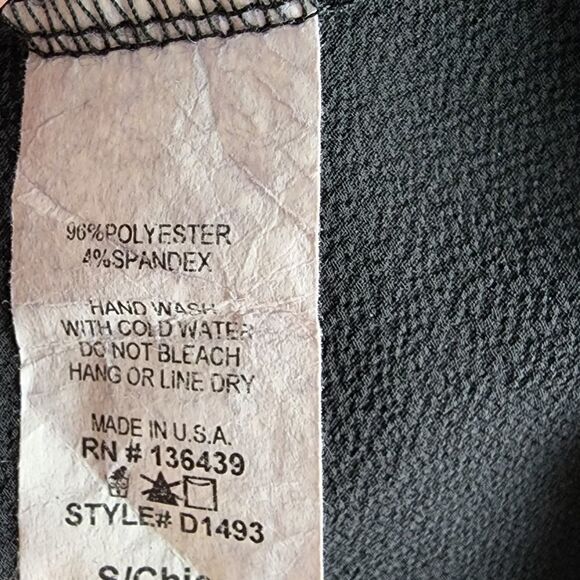 96%POLYESTER
4%SPANDEX
HAND WASH
WITH COLD WATER
DO NOT BLEACH
HANG OR LINE DRY
MADE IN U.S.A.
RN # 136439
STYLE# D1493